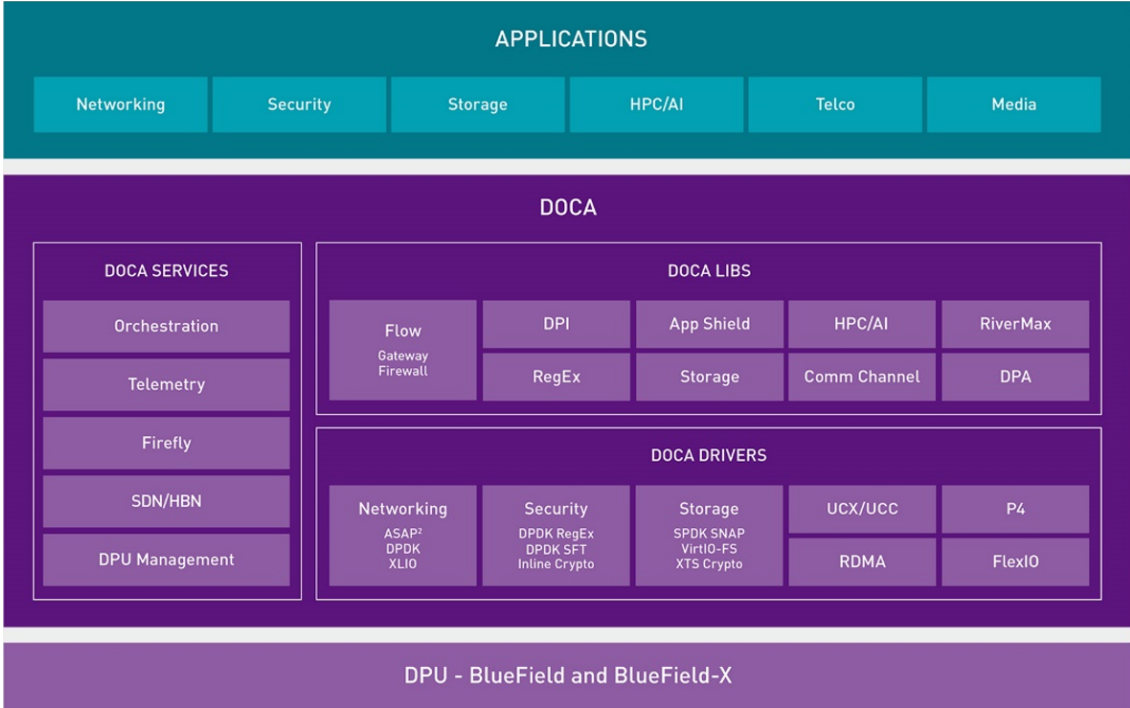 APPLICATIONS
Networking
Security
Storage
HPC/AI
Telco
Media
DOCA
DOCA SERVICES
Orchestration
Telemetry
Firefly
SDN/HBN
DPU Management
DOCA LIBS
Flow
Gateway
Firewall
DPI
App Shield
HPC/AI
RiverMax
RegEx
Storage
Comm Channel
DPA
DOCA DRIVERS
Networking
ASAP²
DPDK
XLIO
Security
DPDK RegEx
DPDK SFT
Inline Crypto
Storage
SPDK SNAP
VirtIO-FS
XTS Crypto
UCX/UCC
P4
RDMA
FlexIO
DPU - BlueField and BlueField-X